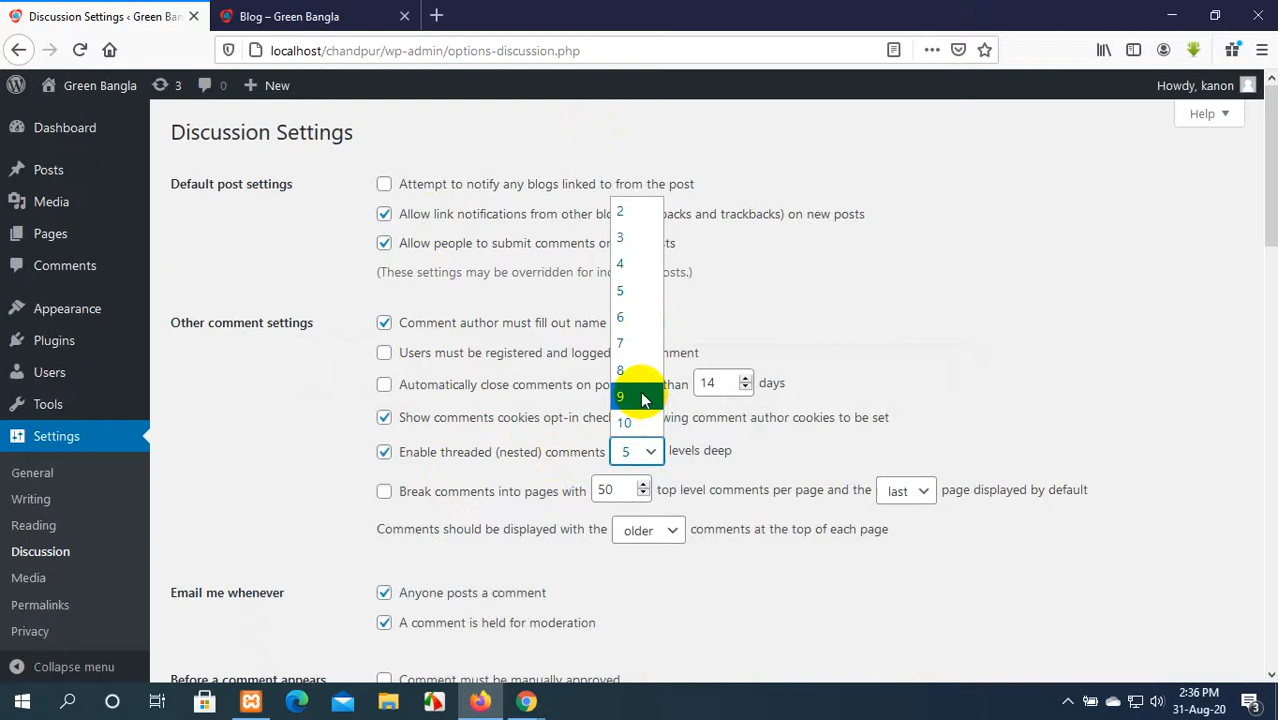 Discussion Settings ‹ Green Ban
Blog – Green Bangla
localhost/chandpur/wp-admin/options-discussion.php
Green Bangla
3
0
New
Howdy, kanon
Help
Dashboard
Posts
Media
Pages
Comments
Appearance
Plugins
Users
Tools
Settings
General
Writing
Reading
Discussion
Media
Permalinks
Privacy
Collapse menu
Discussion Settings
Default post settings
Attempt to notify any blogs linked to from the post
Allow link notifications from other blo backs and trackbacks) on new posts
Allow people to submit comments on sts
(These settings may be overridden for in osts.)
Other comment settings
Comment author must fill out name
Users must be registered and logged mment
Automatically close comments on po than 14 days
Show comments cookies opt-in chec wing comment author cookies to be set
Enable threaded (nested) comments 5 levels deep
2
3
4
5
6
7
8
9
10
Break comments into pages with 50 top level comments per page and the last page displayed by default
Comments should be displayed with the older comments at the top of each page
Email me whenever
Anyone posts a comment
A comment is held for moderation
Before a comment appears
Comment must be manually approved
2:36 PM
31-Aug-20
3